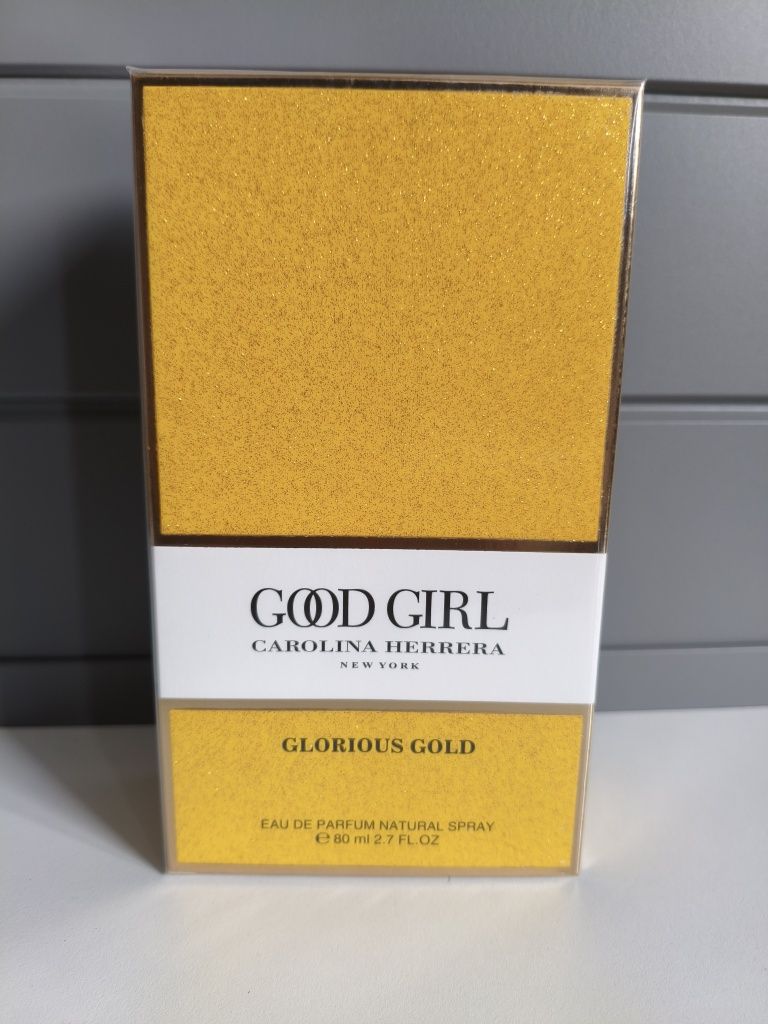 GOOD GIRL
CAROLINA HERRERA
NEW YORK
GLORIOUS GOLD
EAU DE PARFUM NATURAL SPRAY
℮ 80 ml 2.7 FL.OZ